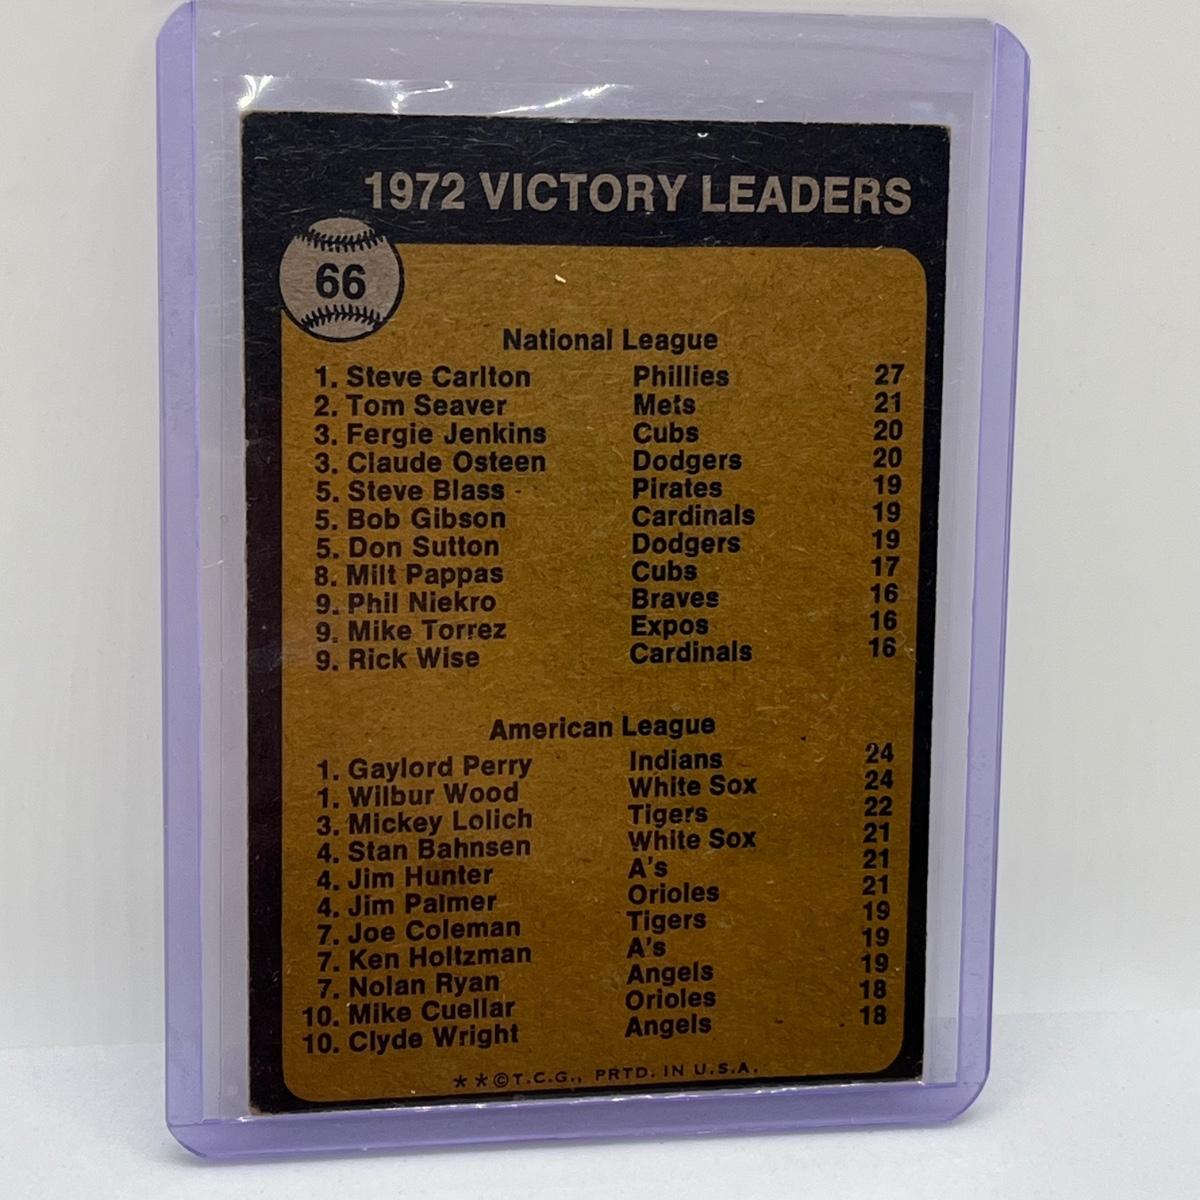 1972 VICTORY LEADERS
66
National League
1. Steve Carlton Phillies 27
2. Tom Seaver Mets 21
3. Fergie Jenkins Cubs 20
3. Claude Osteen Dodgers 20
5. Steve Blass Pirates 19
5. Bob Gibson Cardinals 19
5. Don Sutton Dodgers 19
8. Milt Pappas Cubs 17
9. Phil Niekro Braves 16
9. Mike Torrez Expos 16
9. Rick Wise Cardinals 16
American League
1. Gaylord Perry Indians 24
1. Wilbur Wood White Sox 24
3. Mickey Lolich Tigers 22
4. Stan Bahnsen White Sox 21
4. Jim Hunter A's 21
4. Jim Palmer Orioles 21
7. Joe Coleman Tigers 19
7. Ken Holtzman A's 19
7. Nolan Ryan Angels 19
10. Mike Cuellar Orioles 18
10. Clyde Wright Angels 18
**©T.C.G., PRTD. IN U.S.A.